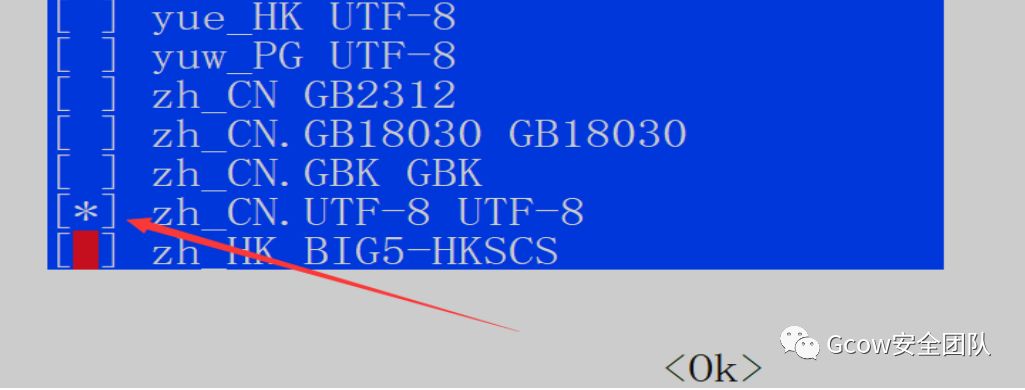 [ ] yue_HK UTF-8
[ ] yuw_PG UTF-8
[ ] zh_CN GB2312
[ ] zh_CN.GB18030 GB18030
[ ] zh_CN.GBK GBK
[*] zh_CN.UTF-8 UTF-8
[ ] zh_HK BIG5-HKSCS
Gcow安全团队
<Ok>